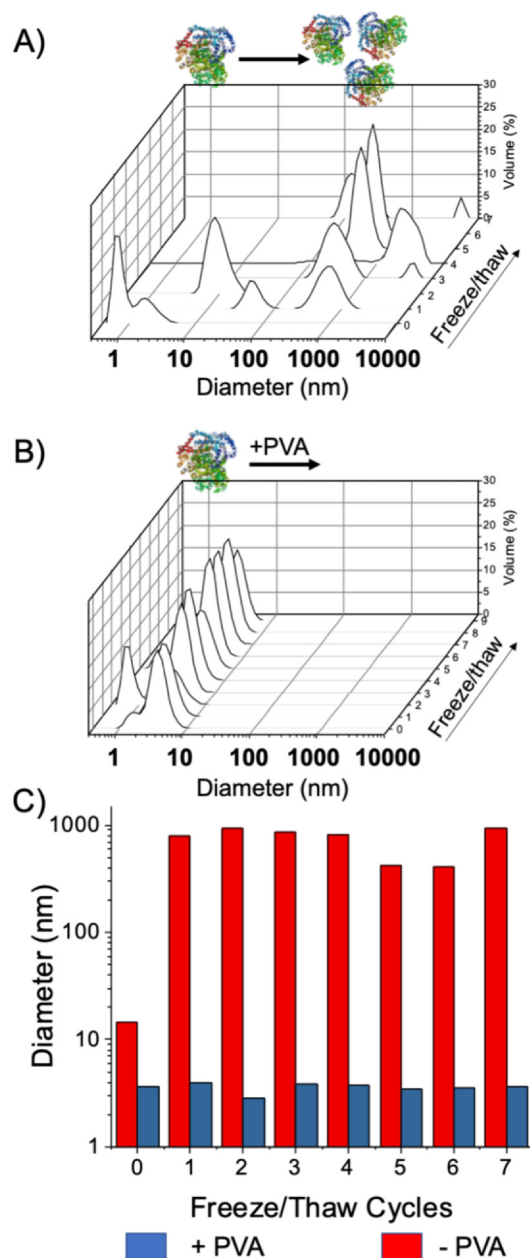 A)
30
25
20
15
10
5
0
Volume (%)
7
6
5
4
3
2
1
0
Freeze/thaw
1 10 100 1000 10000
Diameter (nm)
B)
+PVA
30
25
20
15
10
5
0
Volume (%)
9
8
7
6
5
4
3
2
1
0
Freeze/thaw
1 10 100 1000 10000
Diameter (nm)
C)
1000
100
10
1
Diameter (nm)
0 1 2 3 4 5 6 7
Freeze/Thaw Cycles
+ PVA - PVA